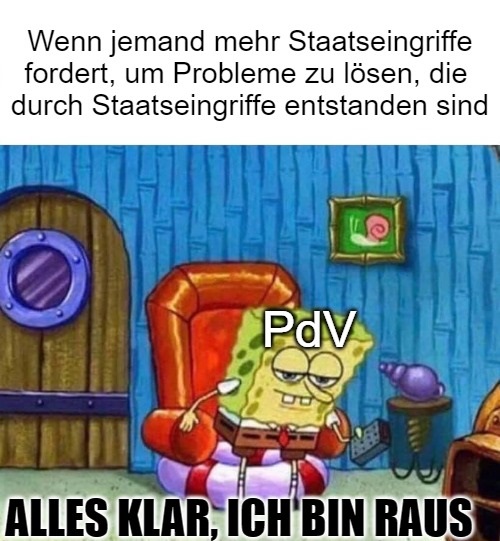 Wenn jemand mehr Staatseingriffe
fordert, um Probleme zu lösen, die
durch Staatseingriffe entstanden sind
PdV
ALLES KLAR, ICH BIN RAUS